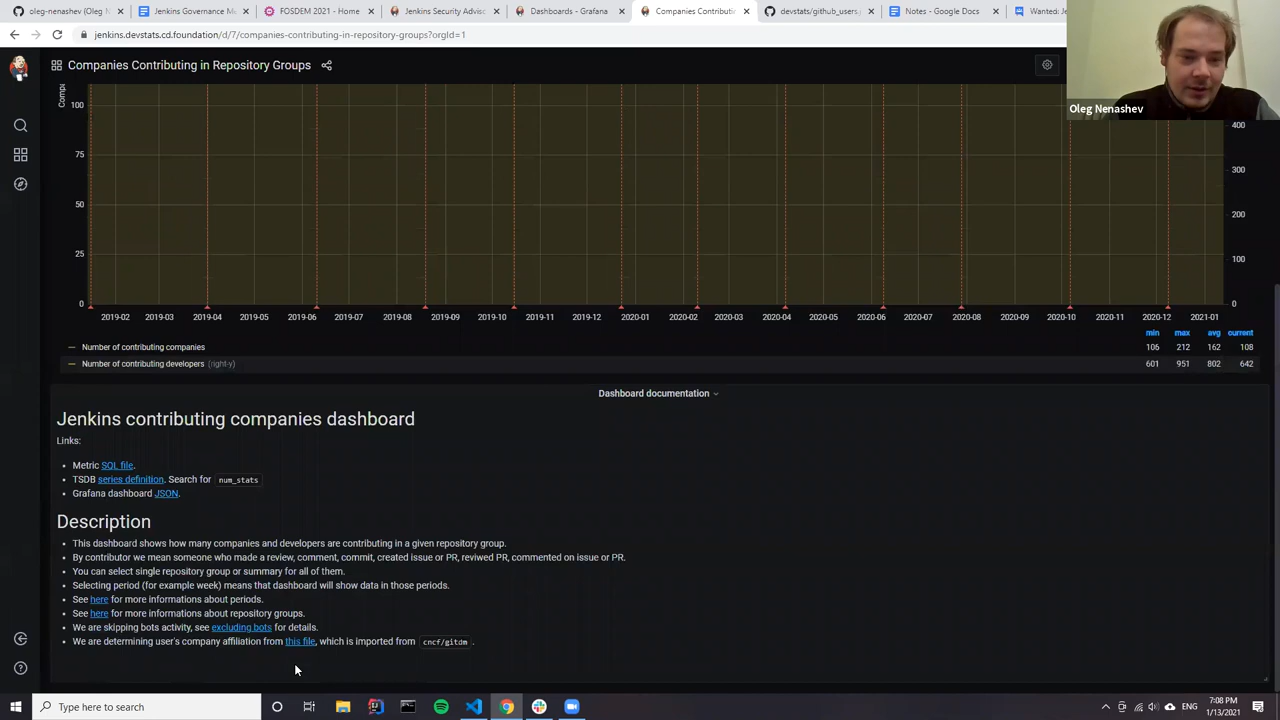 oleg-nenashev (Oleg N
Jenkins Governance M
FOSDEM 2021 - Home
Jenkins Security Adviso
Dashboards - Grafana
Companies Contributin
devstats/github_users.j
Notes - Google Docs
Wanted: Je
jenkins.devstats.cd.foundation/d/7/companies-contributing-in-repository-groups?orgId=1
Companies Contributing in Repository Groups
Oleg Nenashev
Compa
100
75
50
25
0
400
300
200
100
0
2019-02 2019-03 2019-04 2019-05 2019-06 2019-07 2019-08 2019-09 2019-10 2019-11 2019-12 2020-01 2020-02 2020-03 2020-04 2020-05 2020-06 2020-07 2020-08 2020-09 2020-10 2020-11 2020-12 2021-01
min max avg current
Number of contributing companies 106 212 162 108
Number of contributing developers (right-y) 601 951 802 642
Dashboard documentation
Jenkins contributing companies dashboard
Links:
• Metric SQL file.
• TSDB series definition. Search for num_stats
• Grafana dashboard JSON.
Description
• This dashboard shows how many companies and developers are contributing in a given repository group.
• By contributor we mean someone who made a review, comment, commit, created issue or PR, reviwed PR, commented on issue or PR.
• You can select single repository group or summary for all of them.
• Selecting period (for example week) means that dashboard will show data in those periods.
• See here for more informations about periods.
• See here for more informations about repository groups.
• We are skipping bots activity, see excluding bots for details.
• We are determining user's company affiliation from this file, which is imported from cncf/gitdm .
Type here to search
ENG
7:08 PM
1/13/2021